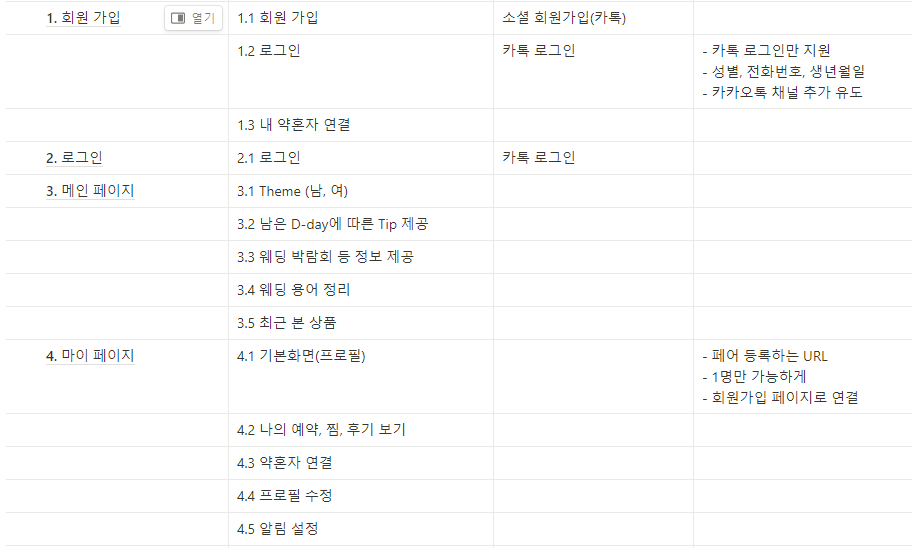 1. 회원 가입 열기 1.1 회원 가입 소셜 회원가입(카톡)
1.2 로그인 카톡 로그인 - 카톡 로그인만 지원
- 성별, 전화번호, 생년월일
- 카카오톡 채널 추가 유도
1.3 내 약혼자 연결
2. 로그인 2.1 로그인 카톡 로그인
3. 메인 페이지 3.1 Theme (남, 여)
3.2 남은 D-day에 따른 Tip 제공
3.3 웨딩 박람회 등 정보 제공
3.4 웨딩 용어 정리
3.5 최근 본 상품
4. 마이 페이지 4.1 기본화면(프로필) - 페어 등록하는 URL
- 1명만 가능하게
- 회원가입 페이지로 연결
4.2 나의 예약, 찜, 후기 보기
4.3 약혼자 연결
4.4 프로필 수정
4.5 알림 설정